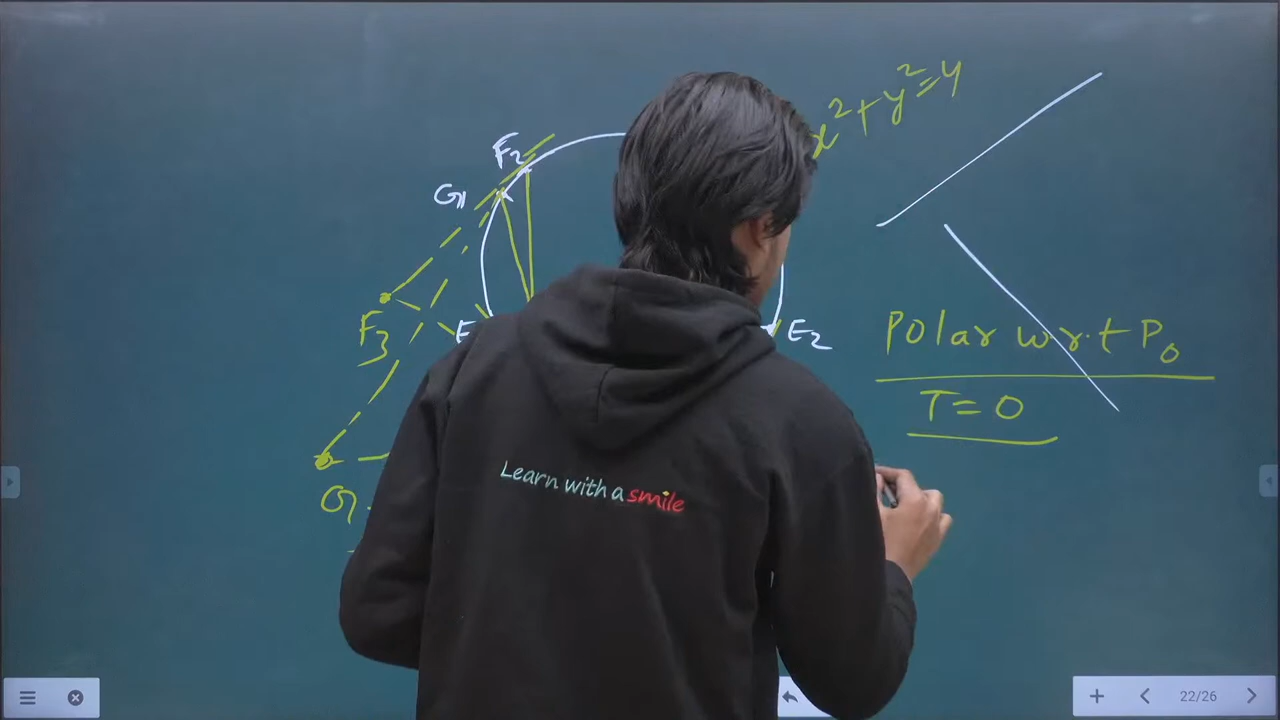 x²+y²=4
F₂
G₁
F₃
E
E₂
Polar w.r.t P₀
T=0
G
Learn with a smile
22/26